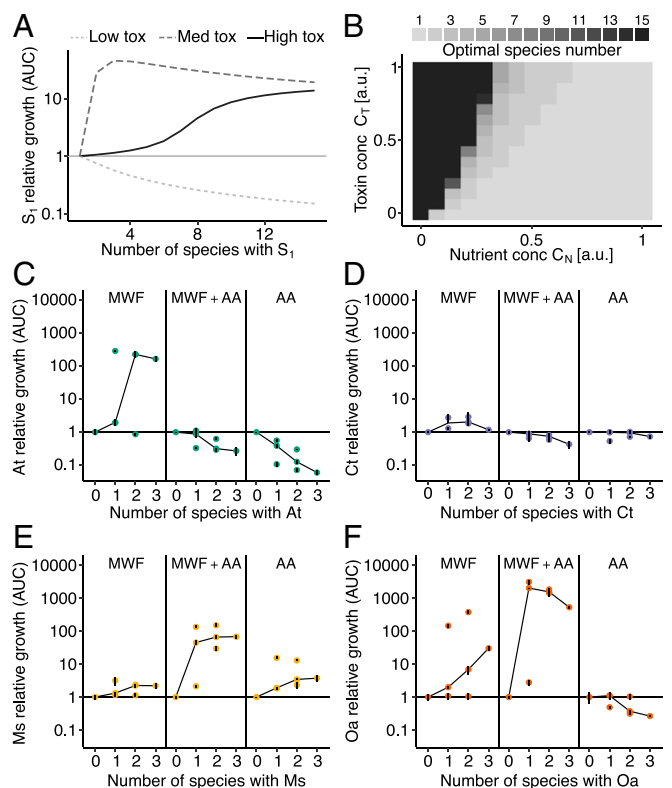 A
Low tox Med tox High tox
S1 relative growth (AUC)
10
1
0.1
4 8 12
Number of species with S1
B
1 3 5 7 9 11 13 15
Optimal species number
Toxin conc CT [a.u.]
1
0.5
0
0 0.5 1
Nutrient conc CN [a.u.]
C
MWF MWF + AA AA
At relative growth (AUC)
10000
1000
100
10
1
0.1
0 1 2 3 0 1 2 3 0 1 2 3
Number of species with At
D
MWF MWF + AA AA
Ct relative growth (AUC)
10000
1000
100
10
1
0.1
0 1 2 3 0 1 2 3 0 1 2 3
Number of species with Ct
E
MWF MWF + AA AA
Ms relative growth (AUC)
10000
1000
100
10
1
0.1
0 1 2 3 0 1 2 3 0 1 2 3
Number of species with Ms
F
MWF MWF + AA AA
Oa relative growth (AUC)
10000
1000
100
10
1
0.1
0 1 2 3 0 1 2 3 0 1 2 3
Number of species with Oa